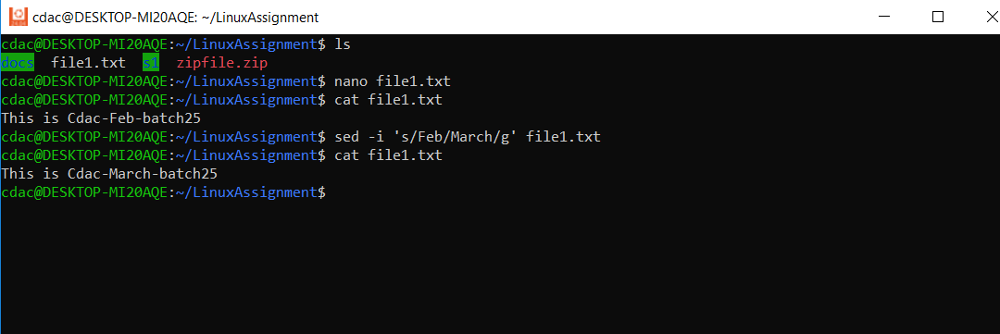 cdac@DESKTOP-MI20AQE: ~/LinuxAssignment
cdac@DESKTOP-MI20AQE:~/LinuxAssignment$ ls
docs  file1.txt  s1  zipfile.zip
cdac@DESKTOP-MI20AQE:~/LinuxAssignment$ nano file1.txt
cdac@DESKTOP-MI20AQE:~/LinuxAssignment$ cat file1.txt
This is Cdac-Feb-batch25
cdac@DESKTOP-MI20AQE:~/LinuxAssignment$ sed -i 's/Feb/March/g' file1.txt
cdac@DESKTOP-MI20AQE:~/LinuxAssignment$ cat file1.txt
This is Cdac-March-batch25
cdac@DESKTOP-MI20AQE:~/LinuxAssignment$